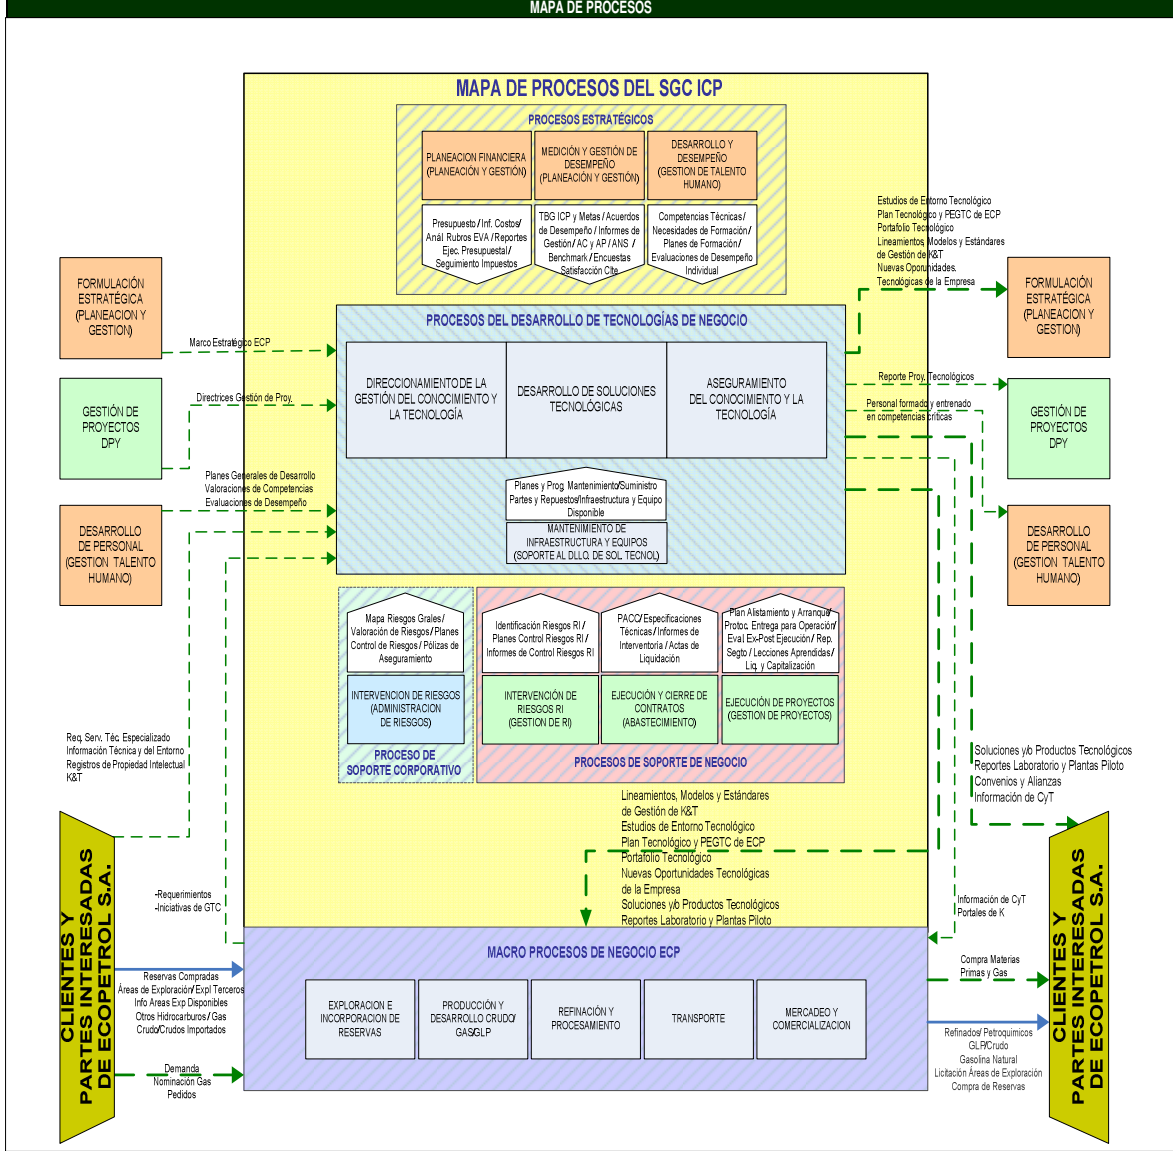 MAPA DE PROCESOS
MAPA DE PROCESOS DEL SGC ICP
PROCESOS ESTRATÉGICOS
PLANEACION FINANCIERA
(PLANEACIÓN Y GESTIÓN)
MEDICIÓN Y GESTIÓN DE
DESEMPEÑO
(PLANEACIÓN Y GESTIÓN)
DESARROLLO Y
DESEMPEÑO
(GESTION DE TALENTO
HUMANO)
Presupuesto/Inf. Costos/
Anál. Rubros EVA/Reportes
Ejec. Presupuestal/
Seguimiento Impuestos
TBG ICP y Metas/Acuerdos
de Desempeño/Informes de
Gestión/AC y AP/ANS /
Benchmark/Encuestas
Satisfacción Clte
Competencias Técnicas/
Necesidades de Formación/
Planes de Formación/
Evaluaciones de Desempeño
Individual
Estudios de Entorno Tecnológico
Plan Tecnológico y PEGTC de ECP
Portafolio Tecnológico
Lineamientos, Modelos y Estándares
de Gestión de K&T
Nuevas Oporunidades.
Tecnológicas de la Empresa
FORMULACIÓN
ESTRATÉGICA
(PLANEACION Y
GESTION)
FORMULACIÓN
ESTRATÉGICA
(PLANEACION Y
GESTION)
Marco Estratégico ECP
PROCESOS DEL DESARROLLO DE TECNOLOGÍAS DE NEGOCIO
DIRECCIONAMIENTO DE LA
GESTIÓN DEL CONOCIMIENTO Y
LA TECNOLOGÍA
DESARROLLO DE SOLUCIONES
TECNOLÓGICAS
ASEGURAMIENTO
DEL CONOCIMIENTO Y LA
TECNOLOGÍA
Reporte Proy. Tecnológicos
Personal formado y entrenado
en competencias críticas
GESTIÓN DE
PROYECTOS
DPY
Directrices Gestión de Proy.
GESTIÓN DE
PROYECTOS
DPY
Planes Generales de Desarrollo
Valoraciones de Competencias
Evaluaciones de Desempeño
Planes y Prog. Mantenimiento/Suministro
Partes y Repuestos/Infraestructura y Equipo
Disponible
MANTENIMIENTO DE
INFRAESTRUCTURA Y EQUIPOS
(SOPORTE AL DLLO. DE SOL. TECNOL)
DESARROLLO
DE PERSONAL
(GESTION TALENTO
HUMANO)
DESARROLLO
DE PERSONAL
(GESTION TALENTO
HUMANO)
Mapa Riesgos Grales/
Valoración de Riesgos/Planes
Control de Riesgos/Pólizas de
Aseguramiento
Identificación Riesgos RI /
Planes Control Riesgos RI /
Informes de Control Riesgos RI
PACC/Especificaciones
Técnicas/Informes de
Interventoria/Actas de
Liquidación
Plan Alistamiento y Arranque/
Protoc. Entrega para Operación/
Eval. Ex-Post Ejecución/Rep.
Segto/Lecciones Aprendidas/
Liq. y Capitalización
INTERVENCION DE RIESGOS
(ADMINISTRACION
DE RIESGOS)
INTERVENCIÓN DE
RIESGOS RI
(GESTION DE RI)
EJECUCIÓN Y CIERRE DE
CONTRATOS
(ABASTECIMIENTO)
EJECUCIÓN DE PROYECTOS
(GESTION DE PROYECTOS)
PROCESO DE
SOPORTE CORPORATIVO
PROCESOS DE SOPORTE DE NEGOCIO
Req. Serv. Téc. Especializado
Información Técnica y del Entorno
Registros de Propiedad Intelectual
K&T
Soluciones y/o Productos Tecnológicos
Reportes Laboratorio y Plantas Piloto
Convenios y Alianzas
Información de CyT
Lineamientos, Modelos y Estándares
de Gestión de K&T
Estudios de Entorno Tecnológico
Plan Tecnológico y PEGTC de ECP
Portafolio Tecnológico
Nuevas Oportunidades Tecnológicas
de la Empresa
Soluciones y/o Productos Tecnológicos
Reportes Laboratorio y Plantas Piloto
-Requerimientos
-Iniciativas de GTC
Información de CyT
Portales de K
CLIENTES Y
PARTES INTERESADAS
DE ECOPETROL S.A.
CLIENTES Y
PARTES INTERESADAS
DE ECOPETROL S.A.
MACRO PROCESOS DE NEGOCIO ECP
Reservas Compradas
Áreas de Exploración/Expl Terceros
Info Areas Exp Disponibles
Otros Hidrocarburos/Gas
Crudo/Crudos Importados
Compra Materias
Primas y Gas
EXPLORACION E
INCORPORACION DE
RESERVAS
PRODUCCIÓN Y
DESARROLLO CRUDO/
GAS/GLP
REFINACIÓN Y
PROCESAMIENTO
TRANSPORTE
MERCADEO Y
COMERCIALIZACION
Refinados/Petroquimicos
GLP/Crudo
Gasolina Natural
Licitación Áreas de Exploración
Compra de Reservas
Demanda
Nominación Gas
Pedidos